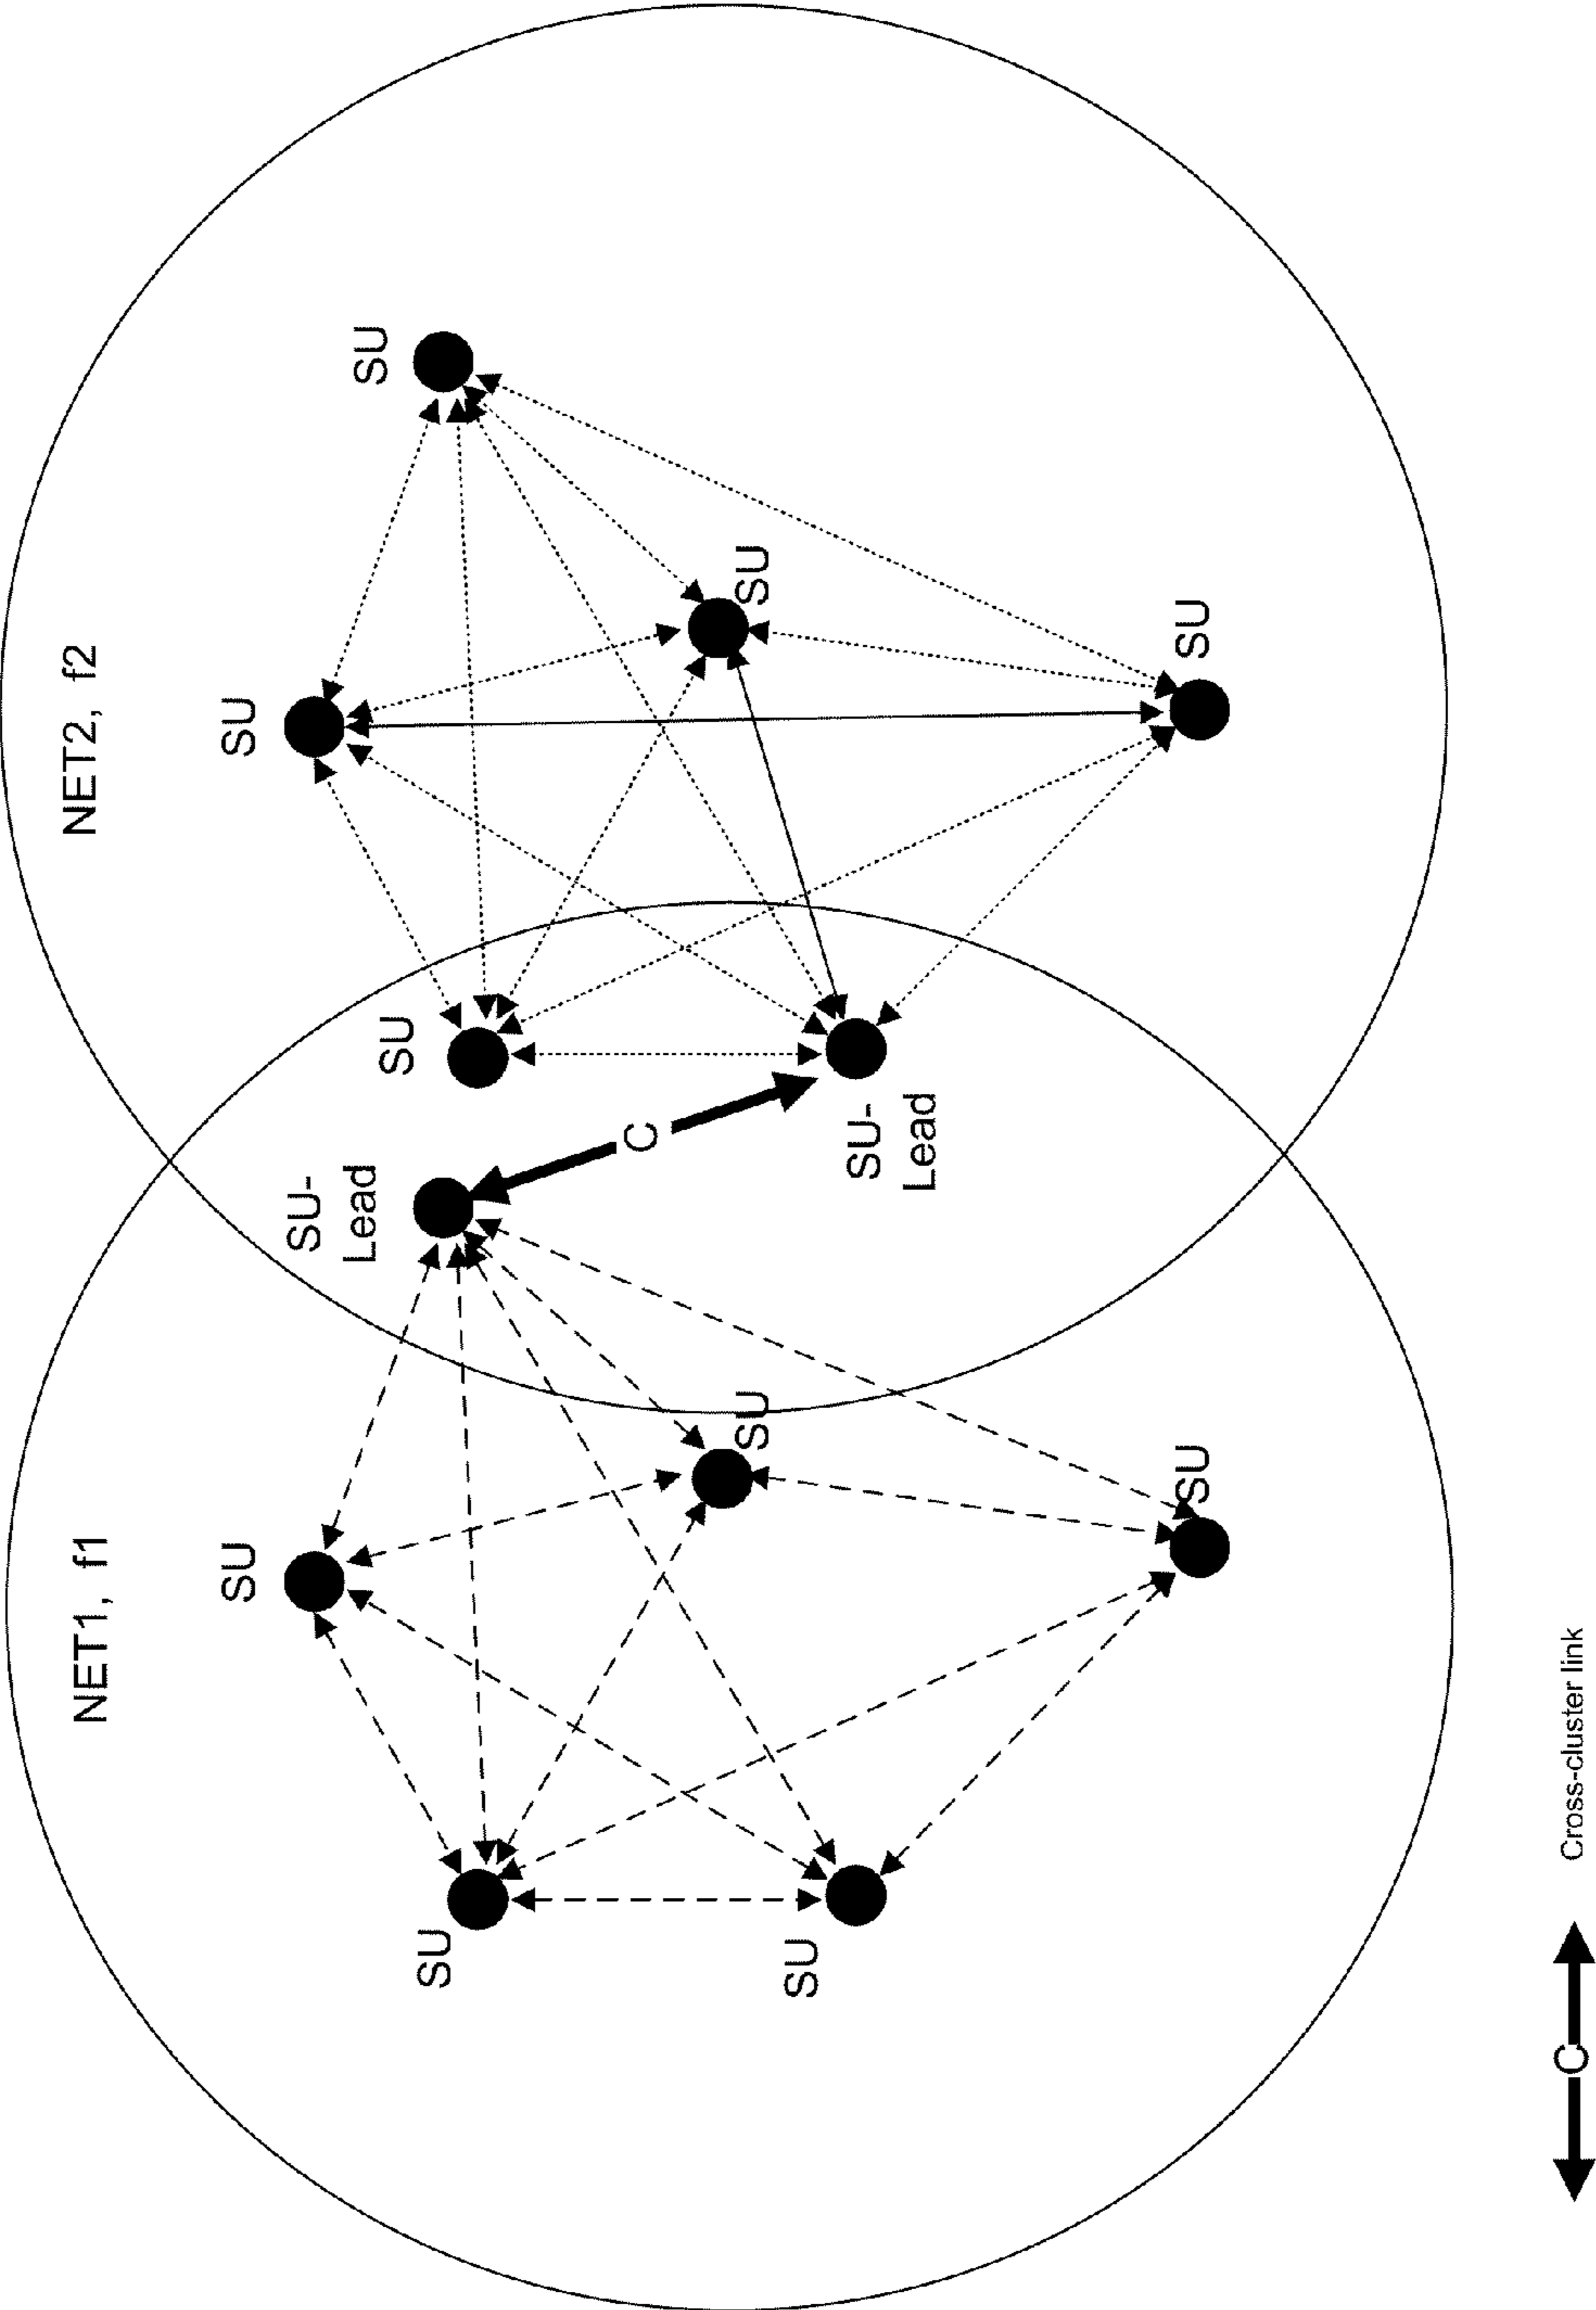 NET1, f1
NET2, f2
SU
SU
SU-
Lead
SU
SU
SU
C
SU
SU
SU
SU-
Lead
SU
SU
C
Cross-cluster link